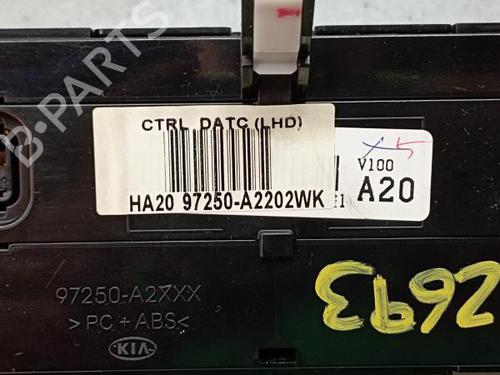 CTRL DATC (LHD)
HA20 97250-A2202WK
V100
A20
97250-A2XXX
>PC+ABS<
KIA
2693
B-PARTS